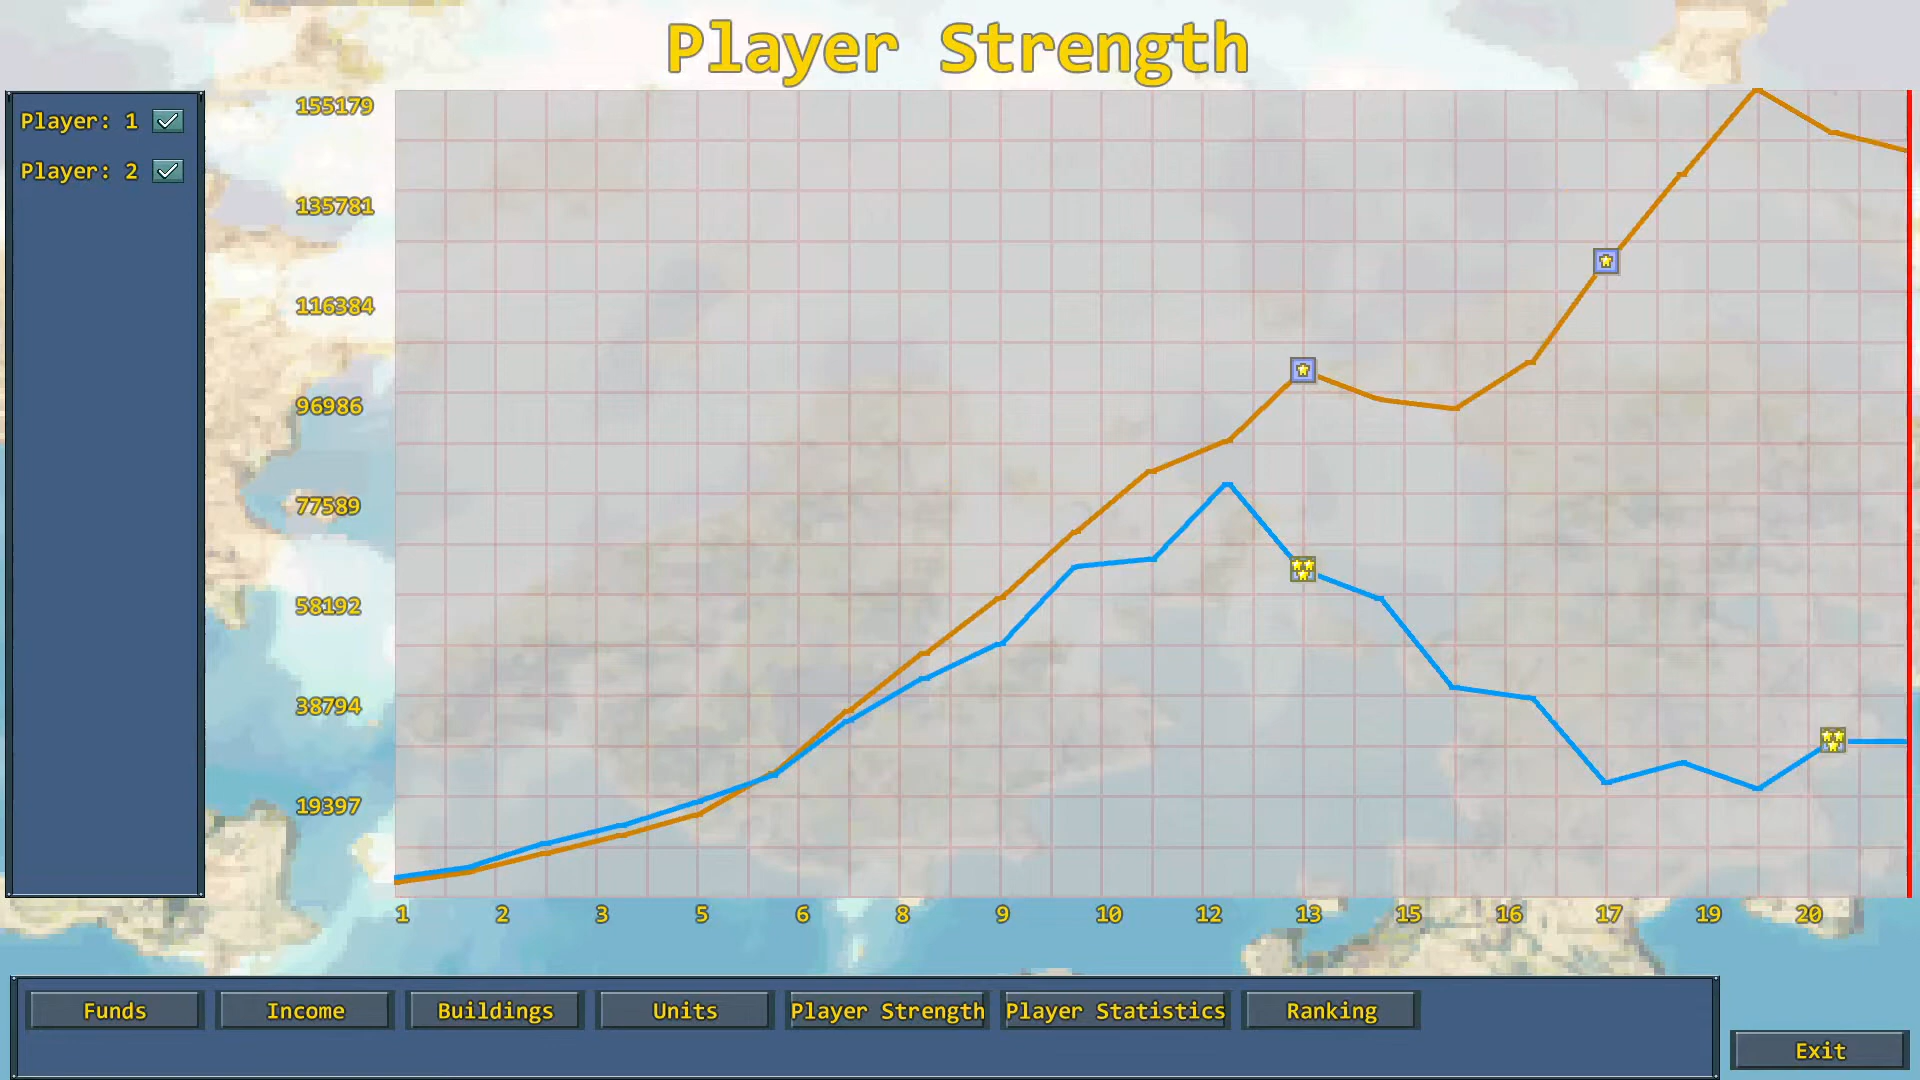 Player Strength
Player: 1
Player: 2
155179
135781
116384
96986
77589
58192
38794
19397
1 2 3 5 6 8 9 10 12 13 15 16 17 19 20
Funds Income Buildings Units Player Strength Player Statistics Ranking
Exit